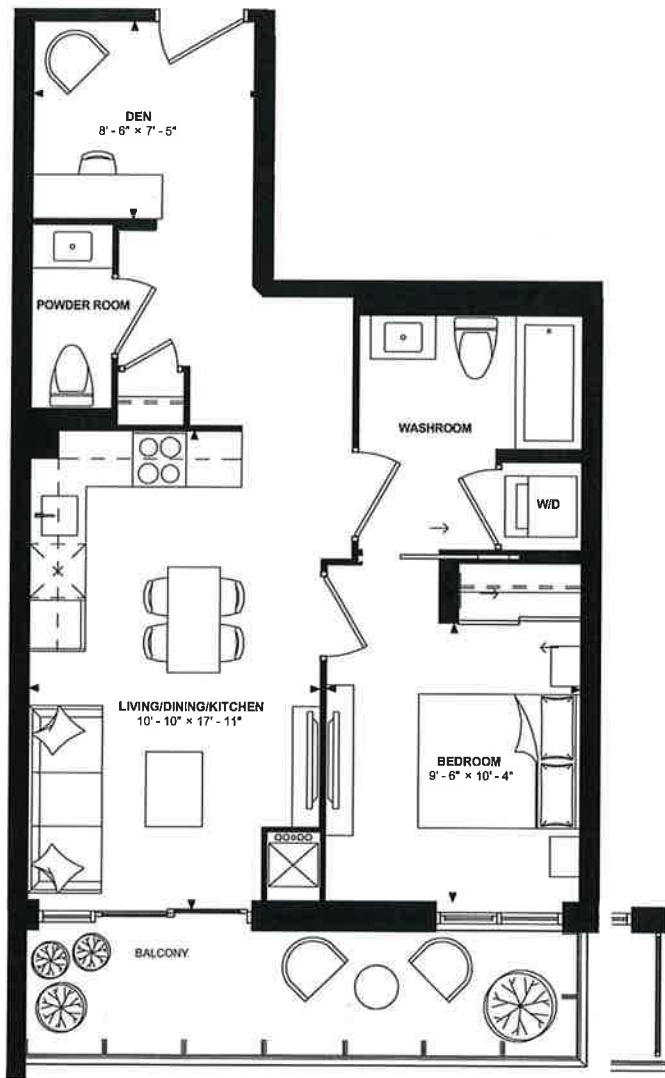 DEN
8' - 6" × 7' - 5"
POWDER ROOM
WASHROOM
W/D
LIVING/DINING/KITCHEN
10' - 10" × 17' - 11"
BEDROOM
9' - 6" × 10' - 4"
BALCONY